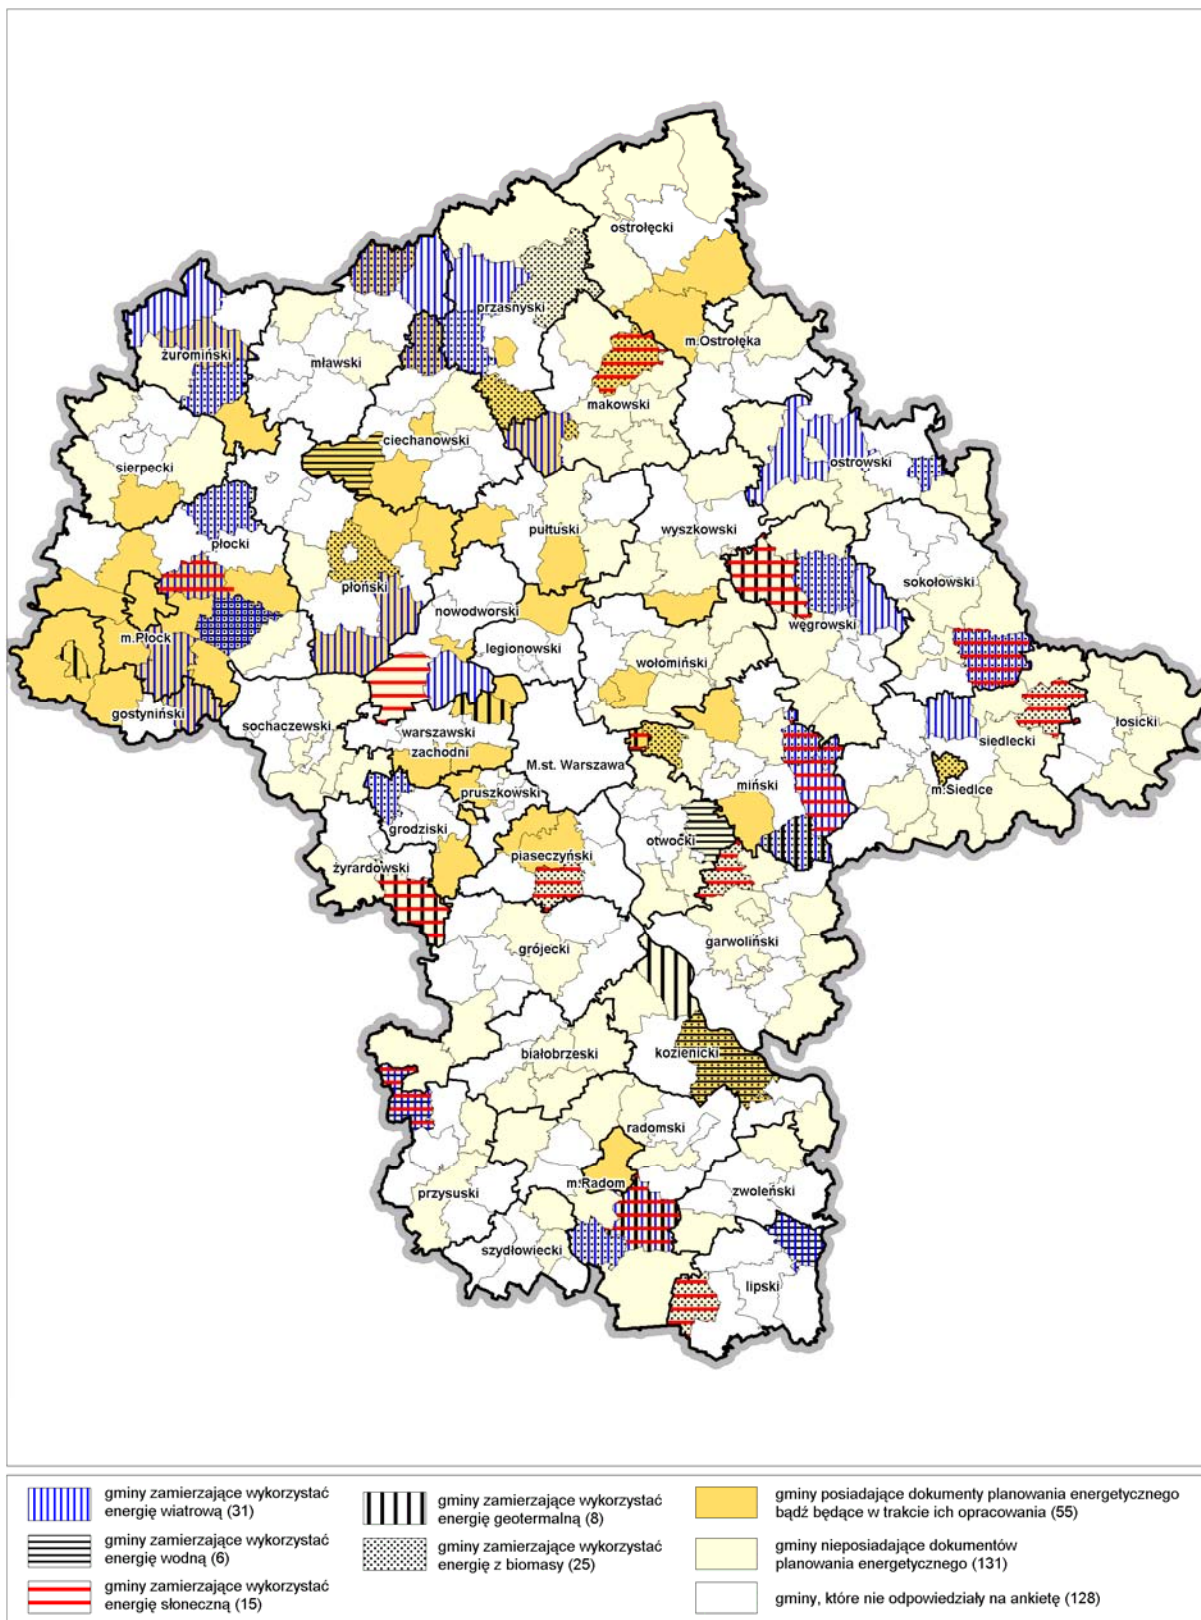 ostrołęcki
przasnyski
m.Ostrołęka
żuromiński
mławski
makowski
ciechanowski
ostrowski
sierpecki
pułtuski
wyszkowski
płocki
sokołowski
płoński
nowodworski
węgrowski
m.Płock
legionowski
wołomiński
gostyniński
sochaczewski
łosicki
warszawski
zachodni
siedlecki
M.st. Warszawa
miński
m.Siedlce
pruszkowski
grodziski
otwocki
piaseczyński
żyrardowski
garwoliński
grójecki
białobrzeski
kozienicki
radomski
m.Radom
zwoleński
przysuski
szydłowiecki
lipski
gminy zamierzające wykorzystać
energię wiatrową (31)
gminy zamierzające wykorzystać
energię wodną (6)
gminy zamierzające wykorzystać
energię słoneczną (15)
gminy zamierzające wykorzystać
energię geotermalną (8)
gminy zamierzające wykorzystać
energię z biomasy (25)
gminy posiadające dokumenty planowania energetycznego
bądź będące w trakcie ich opracowania (55)
gminy nieposiadające dokumentów
planowania energetycznego (131)
gminy, które nie odpowiedziały na ankietę (128)